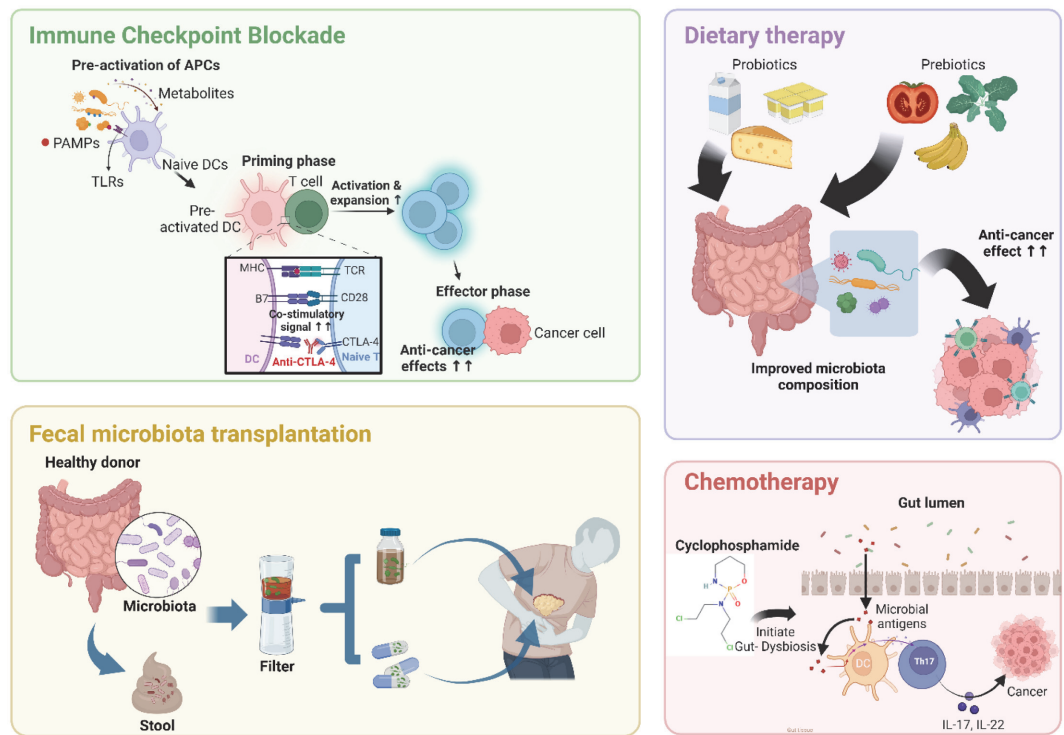 Immune Checkpoint Blockade
Pre-activation of APCs
Metabolites
PAMPs
TLRs
Naive DCs
Pre-
activated DC
Priming phase
T cell
Activation &
expansion ↑
MHC
TCR
B7
CD28
Co-stimulatory
signal ↑↑
CTLA-4
DC
Anti-CTLA-4
Naive T
Effector phase
Cancer cell
Anti-cancer
effects ↑↑
Dietary therapy
Probiotics
Prebiotics
Anti-cancer
effect ↑↑
Improved microbiota
composition
Fecal microbiota transplantation
Healthy donor
Microbiota
Stool
Filter
Chemotherapy
Gut lumen
Cyclophosphamide
H
N
O
P
O
N
Cl
Cl
Initiate
Gut- Dysbiosis
Microbial
antigens
DC
Th17
Cancer
IL-17, IL-22